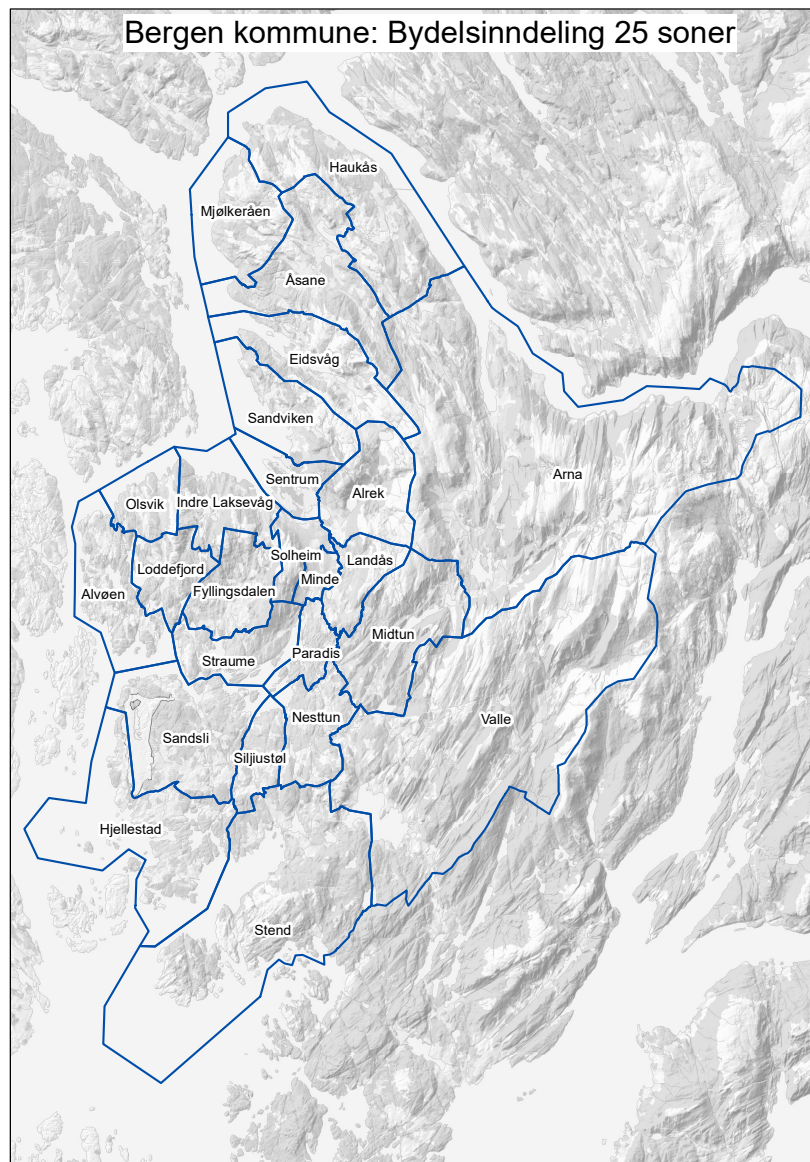 Bergen kommune: Bydelsinndeling 25 soner
Haukås
Mjølkeråen
Åsane
Eidsvåg
Sandviken
Arna
Sentrum
Alrek
Olsvik
Indre Laksevåg
Solheim
Landås
Loddefjord
Minde
Alvøen
Fyllingsdalen
Midtun
Paradis
Straume
Nesttun
Valle
Sandsli
Siljiustøl
Hjellestad
Stend